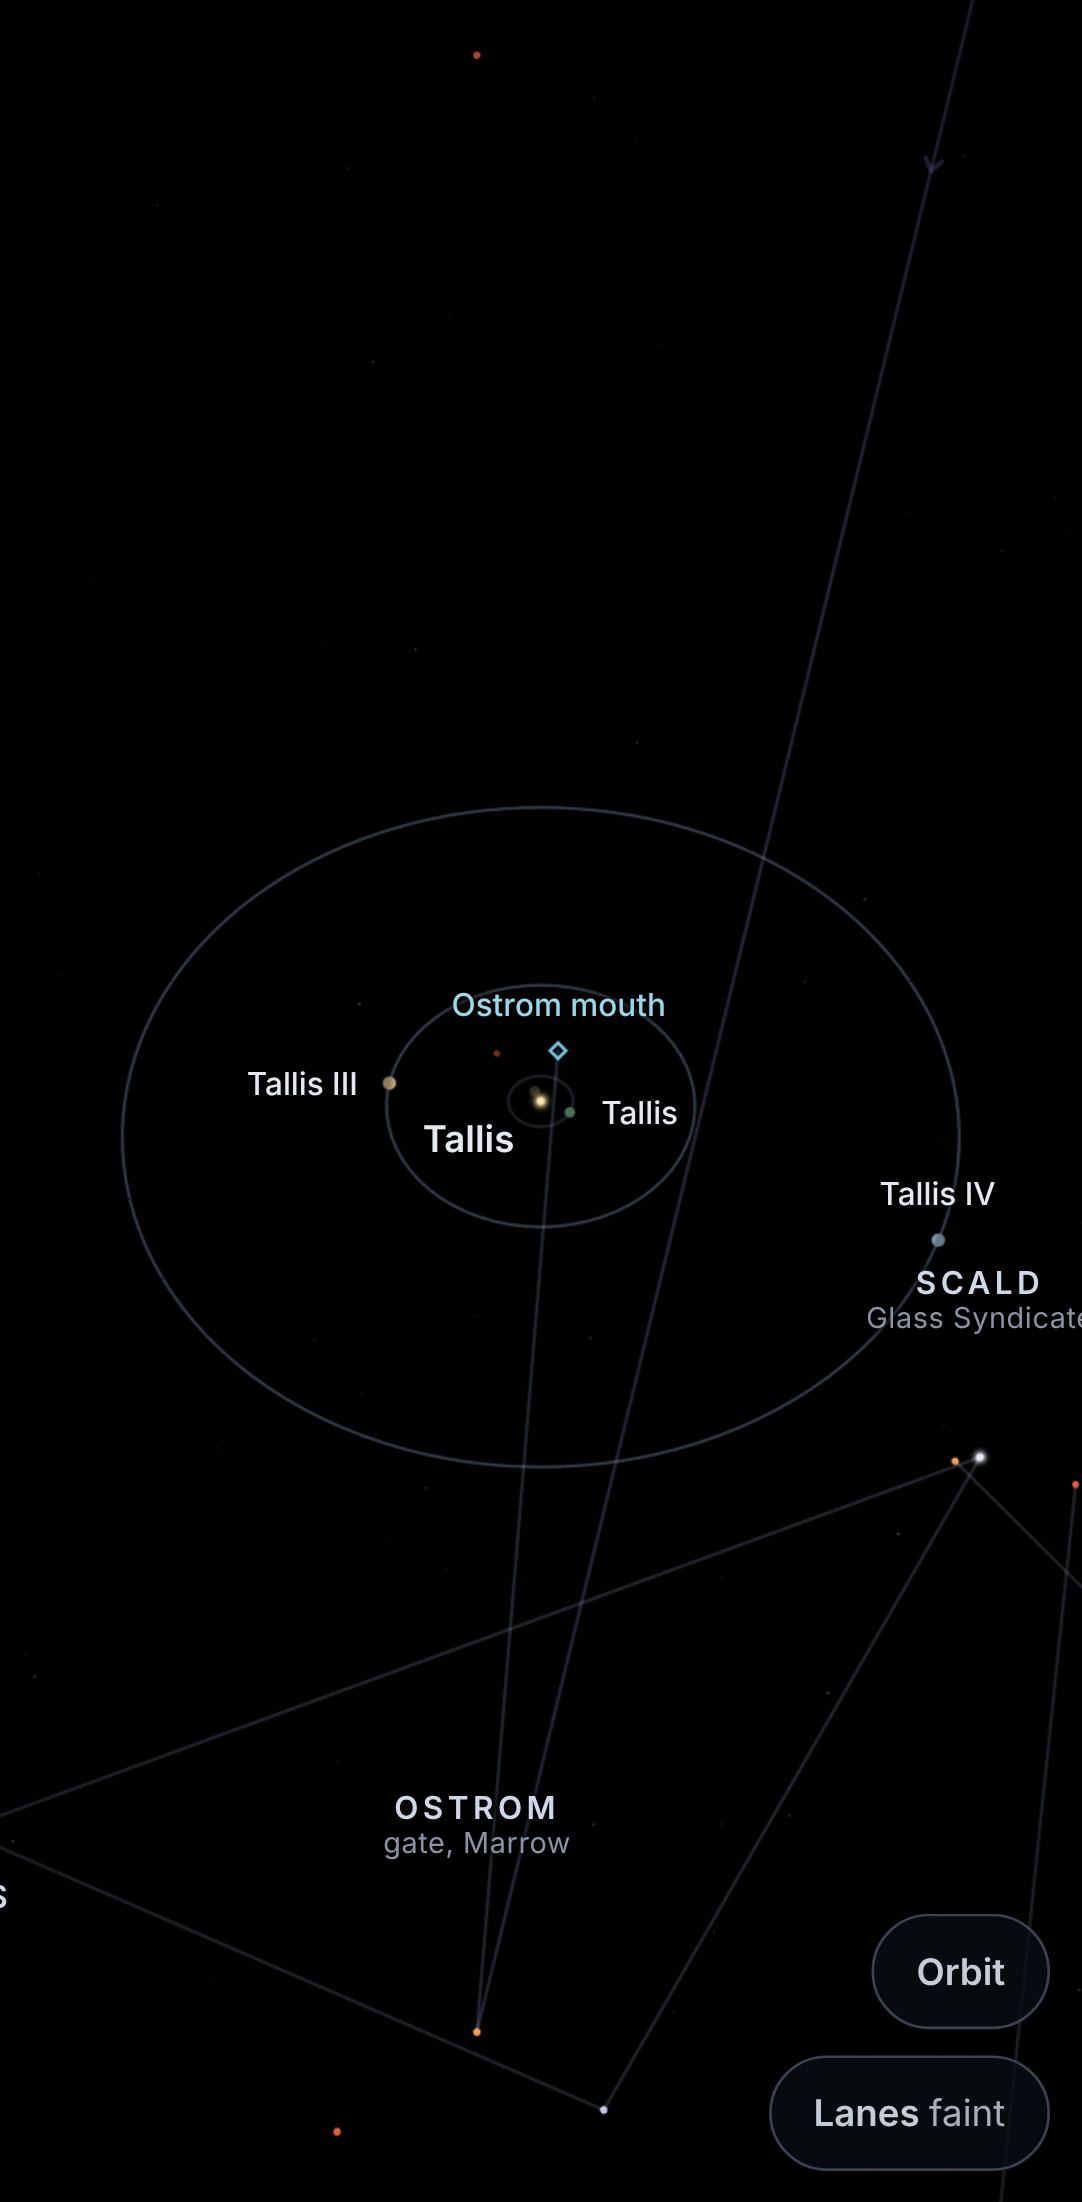 Ostrom mouth
Tallis III
Tallis
Tallis
Tallis IV
SCALD
Glass Syndicate
OSTROM
gate, Marrow
s
Orbit
Lanes faint